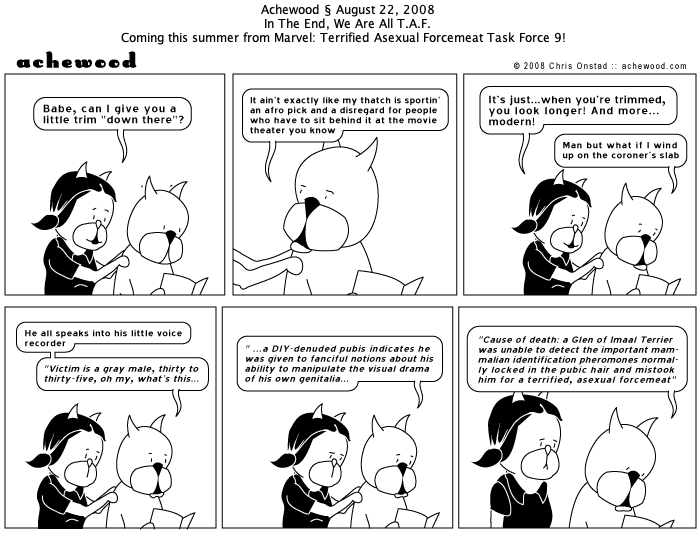 Achewood § August 22, 2008
In The End, We Are All T.A.F.
Coming this summer from Marvel: Terrified Asexual Forcemeat Task Force 9!
achewood
© 2008 Chris Onstad :: achewood.com
Babe, can I give you a
little trim "down there"?
It ain't exactly like my thatch is sportin'
an afro pick and a disregard for people
who have to sit behind it at the movie
theater you know
It's just...when you're trimmed,
you look longer! And more...
modern!
Man but what if I wind
up on the coroner's slab
He all speaks into his little voice
recorder
"Victim is a gray male, thirty to
thirty-five, oh my, what's this...
" ...a DIY-denuded pubis indicates he
was given to fanciful notions about his
ability to manipulate the visual drama
of his own genitalia...
"Cause of death: a Glen of Imaal Terrier
was unable to detect the important mam-
malian identification pheromones normal-
ly locked in the pubic hair and mistook
him for a terrified, asexual forcemeat"